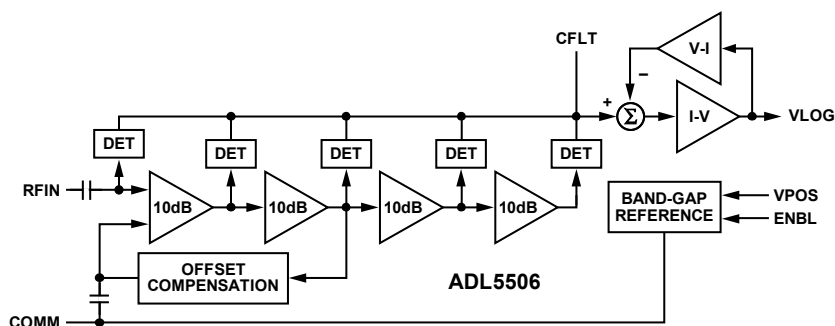 CFLT
V-I
–
+
Σ
I-V
VLOG
DET
DET
DET
DET
DET
RFIN
10dB
10dB
10dB
10dB
BAND-GAP
REFERENCE
VPOS
ENBL
OFFSET
COMPENSATION
ADL5506
COMM